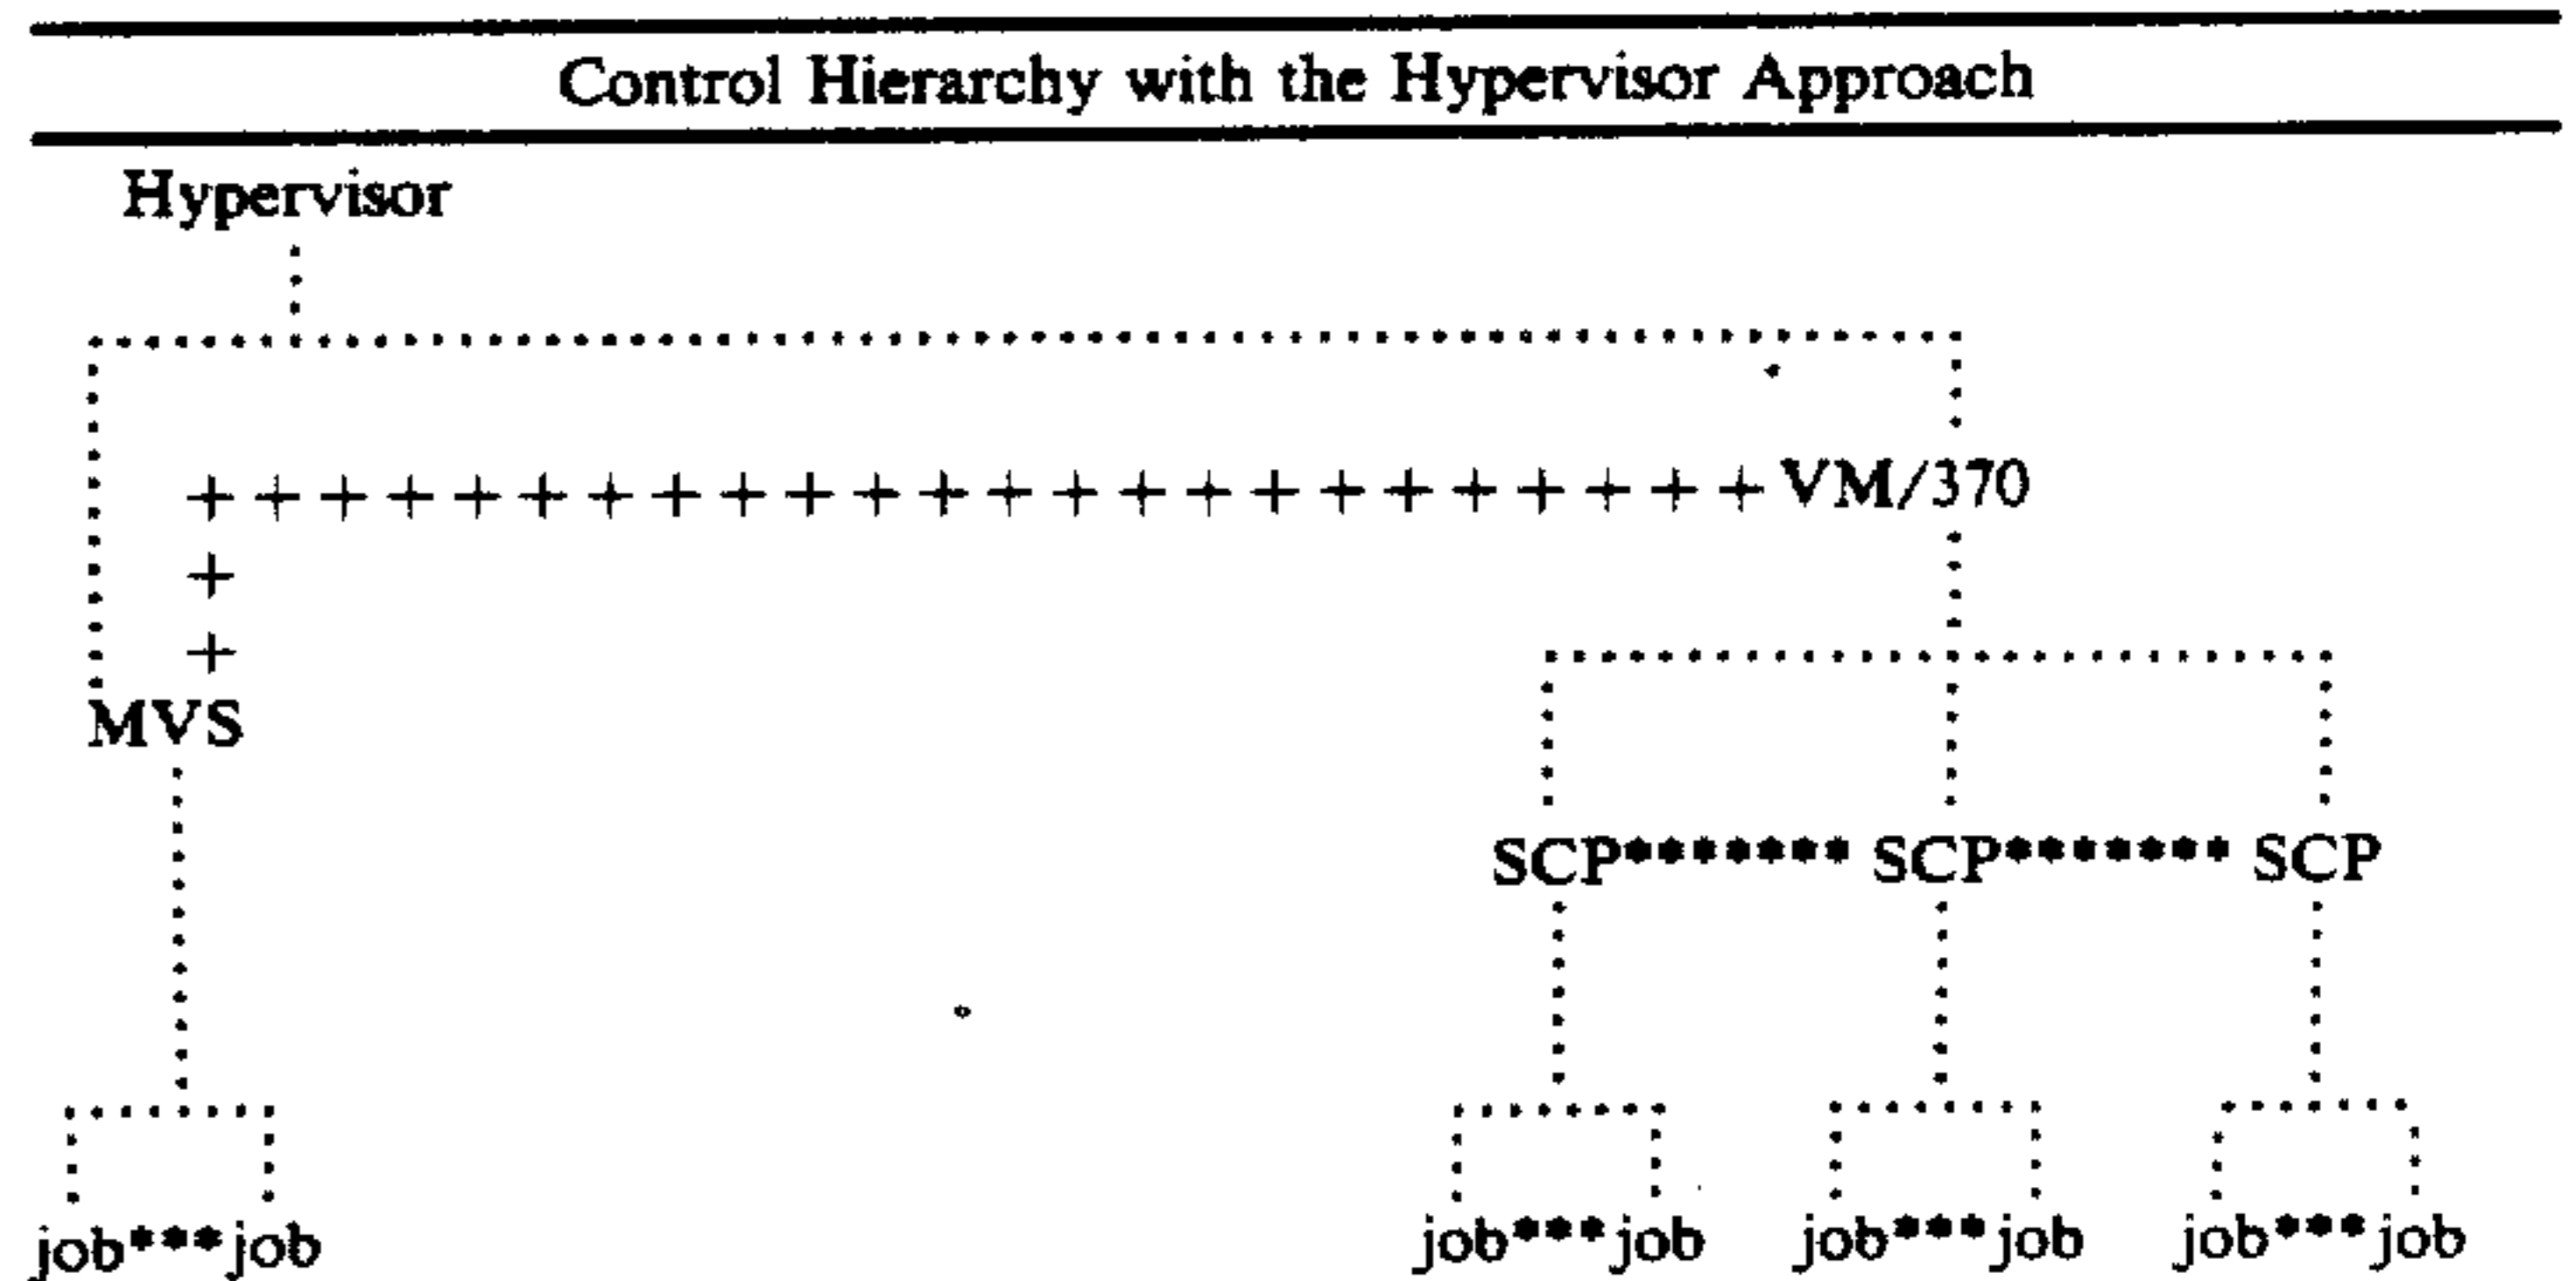 Control Hierarchy with the Hypervisor Approach
Hypervisor
+ + + + + + + + + + + + + + + + + + + + + + + + VM/370
+
+
MVS
SCP******* SCP******* SCP
job***job job***job job***job job***job